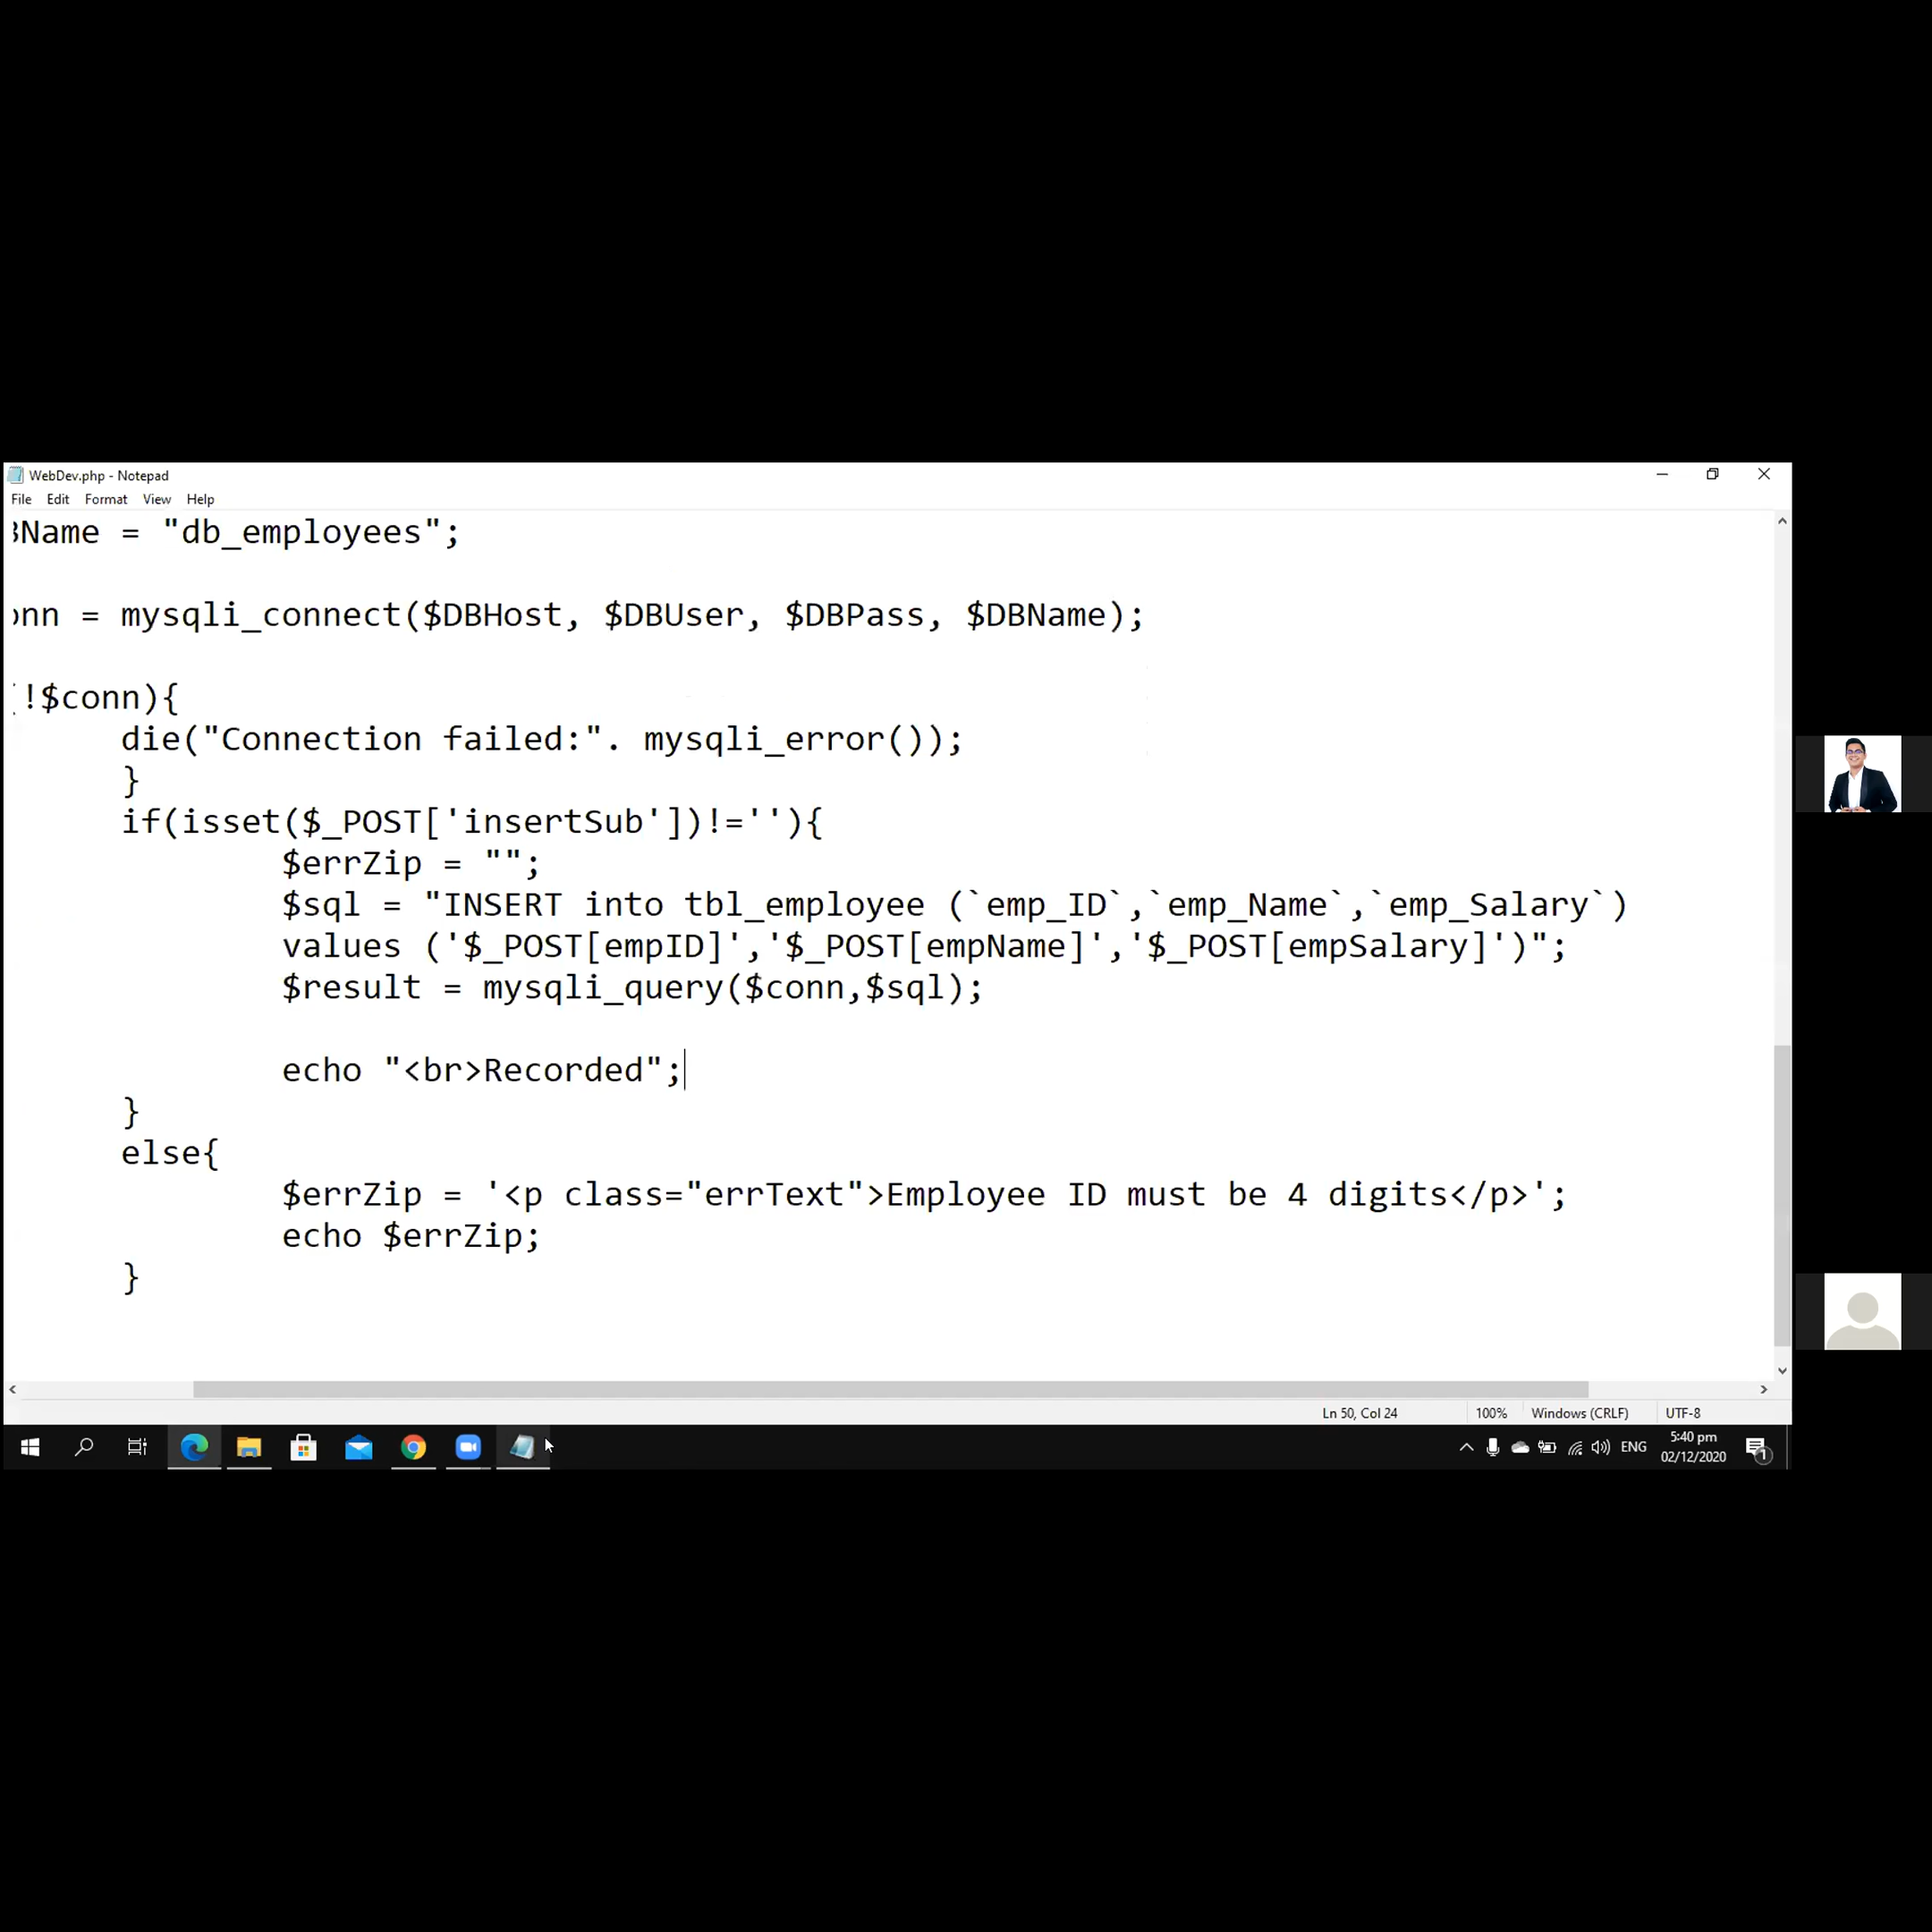 WebDev.php - Notepad
File Edit Format View Help
Name = "db_employees";
nn = mysqli_connect($DBHost, $DBUser, $DBPass, $DBName);
!$conn){
die("Connection failed:". mysqli_error());
}
if(isset($_POST['insertSub'])!=''){
$errZip = "";
$sql = "INSERT into tbl_employee (`emp_ID`,`emp_Name`,`emp_Salary`)
values ('$_POST[empID]','$_POST[empName]','$_POST[empSalary]')";
$result = mysqli_query($conn,$sql);
echo "<br>Recorded";
}
else{
$errZip = '<p class="errText">Employee ID must be 4 digits</p>';
echo $errZip;
}
Ln 50, Col 24 100% Windows (CRLF) UTF-8
ENG
5:40 pm
02/12/2020
1